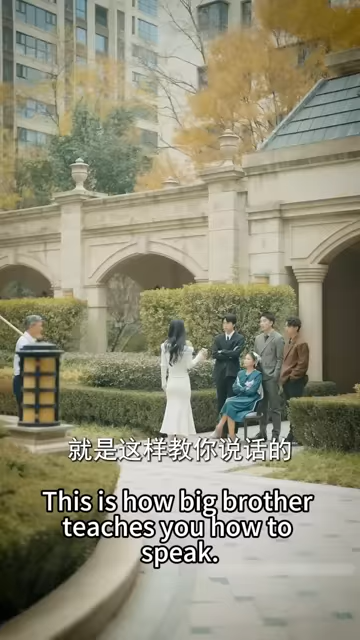 就是这样教你说话的
This is how big brother
teaches you how to
speak.